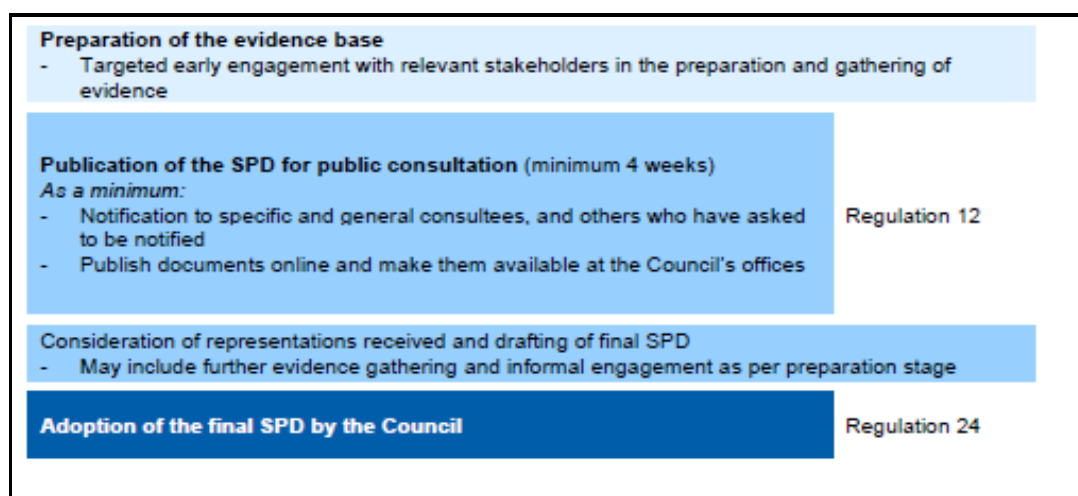 Preparation of the evidence base
- Targeted early engagement with relevant stakeholders in the preparation and gathering of
evidence
Publication of the SPD for public consultation (minimum 4 weeks)
As a minimum:
- Notification to specific and general consultees, and others who have asked
to be notified
- Publish documents online and make them available at the Council's offices
Regulation 12
Consideration of representations received and drafting of final SPD
- May include further evidence gathering and informal engagement as per preparation stage
Adoption of the final SPD by the Council
Regulation 24